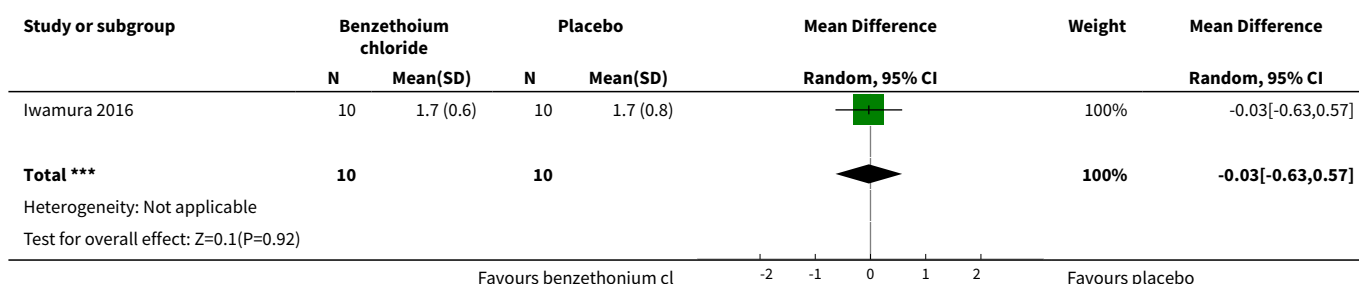 Study or subgroup Benzethoium chloride Placebo Mean Difference Weight Mean Difference
N Mean(SD) N Mean(SD) Random, 95% CI Random, 95% CI
Iwamura 2016 10 1.7 (0.6) 10 1.7 (0.8) 100% -0.03[-0.63,0.57]
Total *** 10 10 100% -0.03[-0.63,0.57]
Heterogeneity: Not applicable
Test for overall effect: Z=0.1(P=0.92)
Favours benzethonium cl -2 -1 0 1 2 Favours placebo